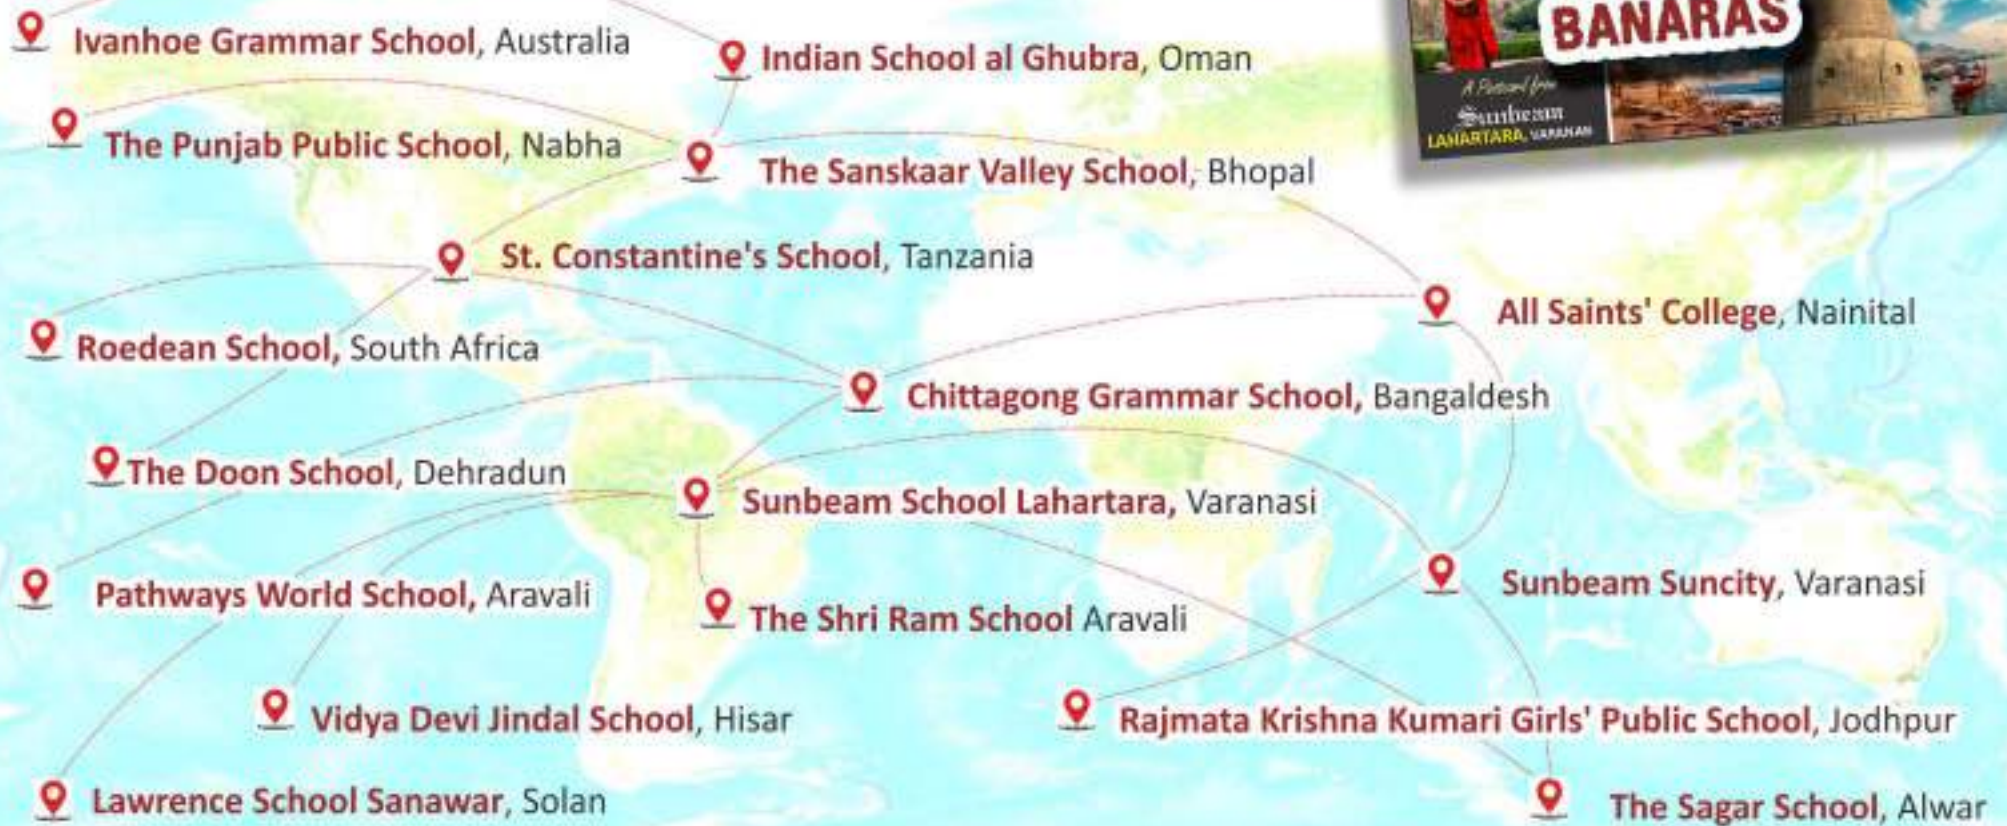 BANARAS
A Postcard from
Sunbeam
LAHARTARA, VARANAI
Ivanhoe Grammar School, Australia
Indian School al Ghubra, Oman
The Punjab Public School, Nabha
The Sanskaar Valley School, Bhopal
St. Constantine's School, Tanzania
All Saints' College, Nainital
Roedean School, South Africa
Chittagong Grammar School, Bangaldesh
The Doon School, Dehradun
Sunbeam School Lahartara, Varanasi
Pathways World School, Aravali
Sunbeam Suncity, Varanasi
The Shri Ram School Aravali
Vidya Devi Jindal School, Hisar
Rajmata Krishna Kumari Girls' Public School, Jodhpur
Lawrence School Sanawar, Solan
The Sagar School, Alwar